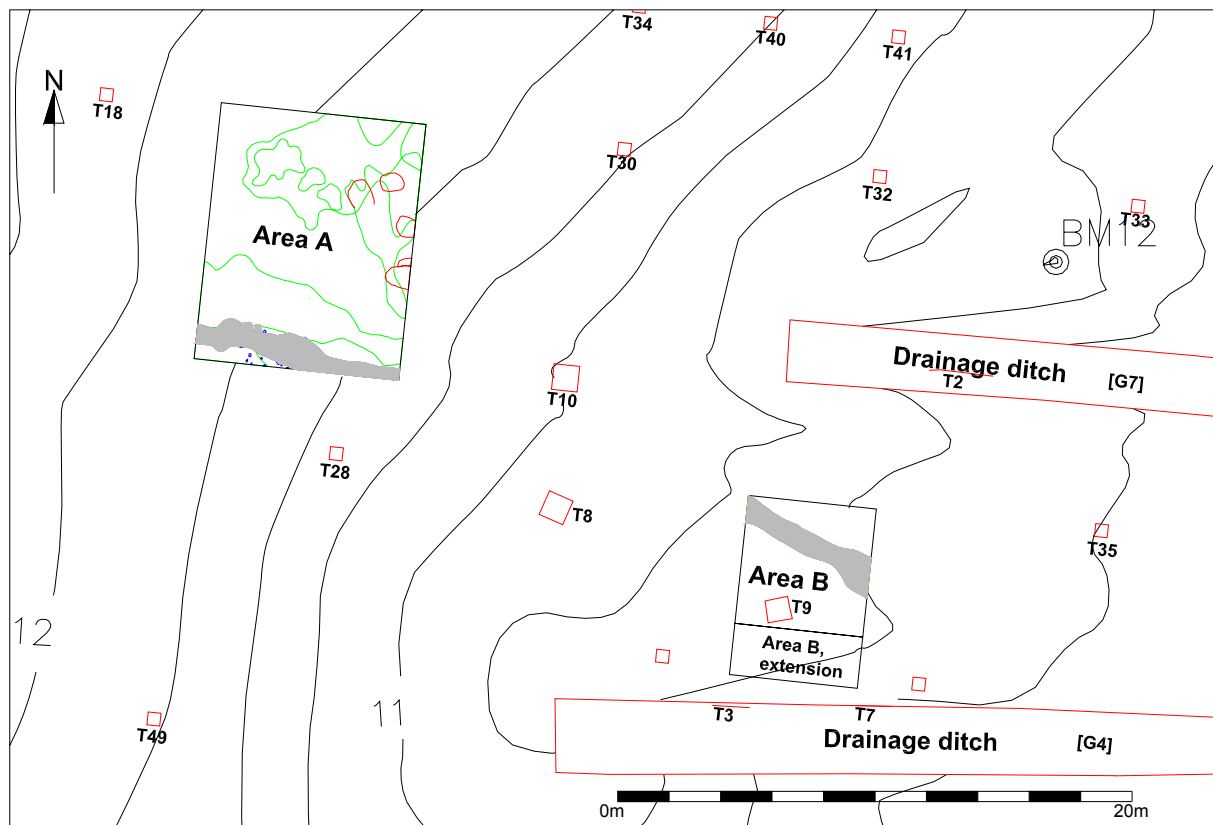 T34
T40
T41
N
T18
T30
T32
T33
BM12
Area A
Drainage ditch
[G7]
T2
T10
T28
T8
T35
Area B
T9
12
Area B,
extension
11
T49
T3
T7
Drainage ditch
[G4]
0m
20m